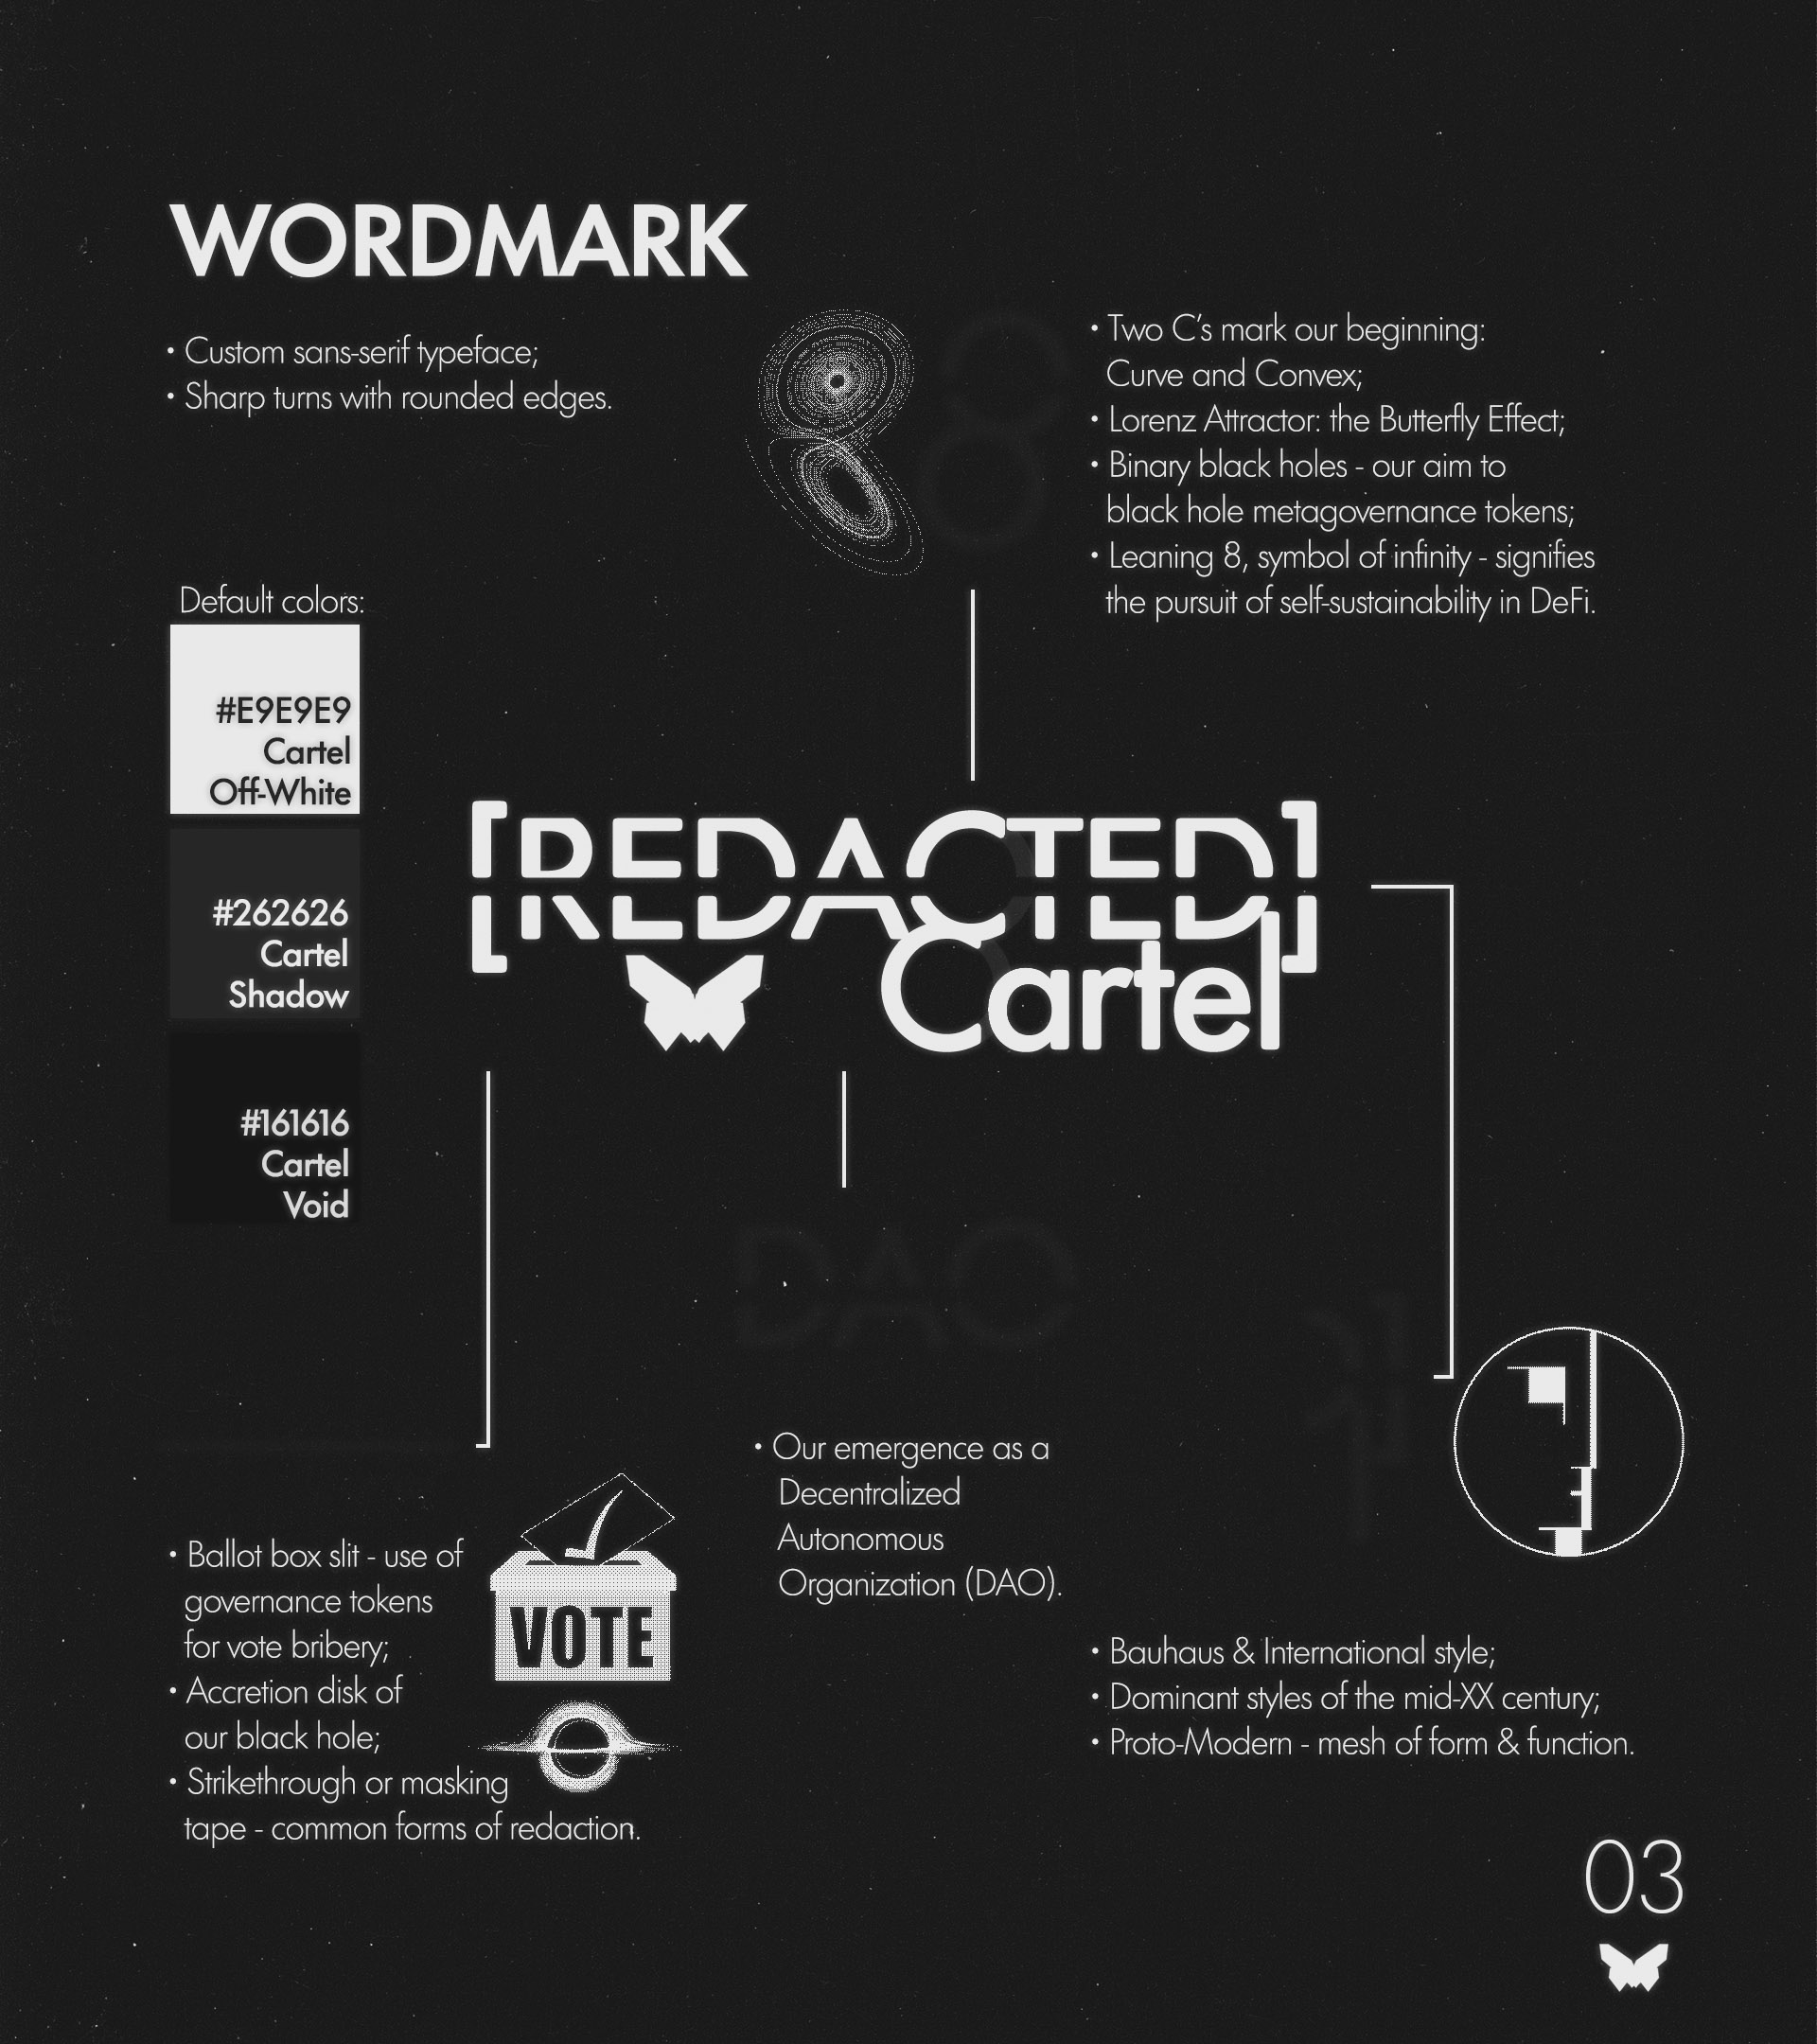 WORDMARK
• Custom sans-serif typeface;
• Sharp turns with rounded edges.
• Two C's mark our beginning:
Curve and Convex;
• Lorenz Attractor: the Butterfly Effect;
• Binary black holes - our aim to
black hole metagovernance tokens;
• Leaning 8, symbol of infinity - signifies
the pursuit of self-sustainability in DeFi.
Default colors:
#E9E9E9
Cartel
Off-White
#262626
Cartel
Shadow
#161616
Cartel
Void
[REDACTED]
Cartel
DAO
• Ballot box slit - use of
governance tokens
for vote bribery;
• Accretion disk of
our black hole;
• Strikethrough or masking
tape - common forms of redaction.
VOTE
• Our emergence as a
Decentralized
Autonomous
Organization (DAO).
• Bauhaus & International style;
• Dominant styles of the mid-XX century;
• Proto-Modern - mesh of form & function.
03